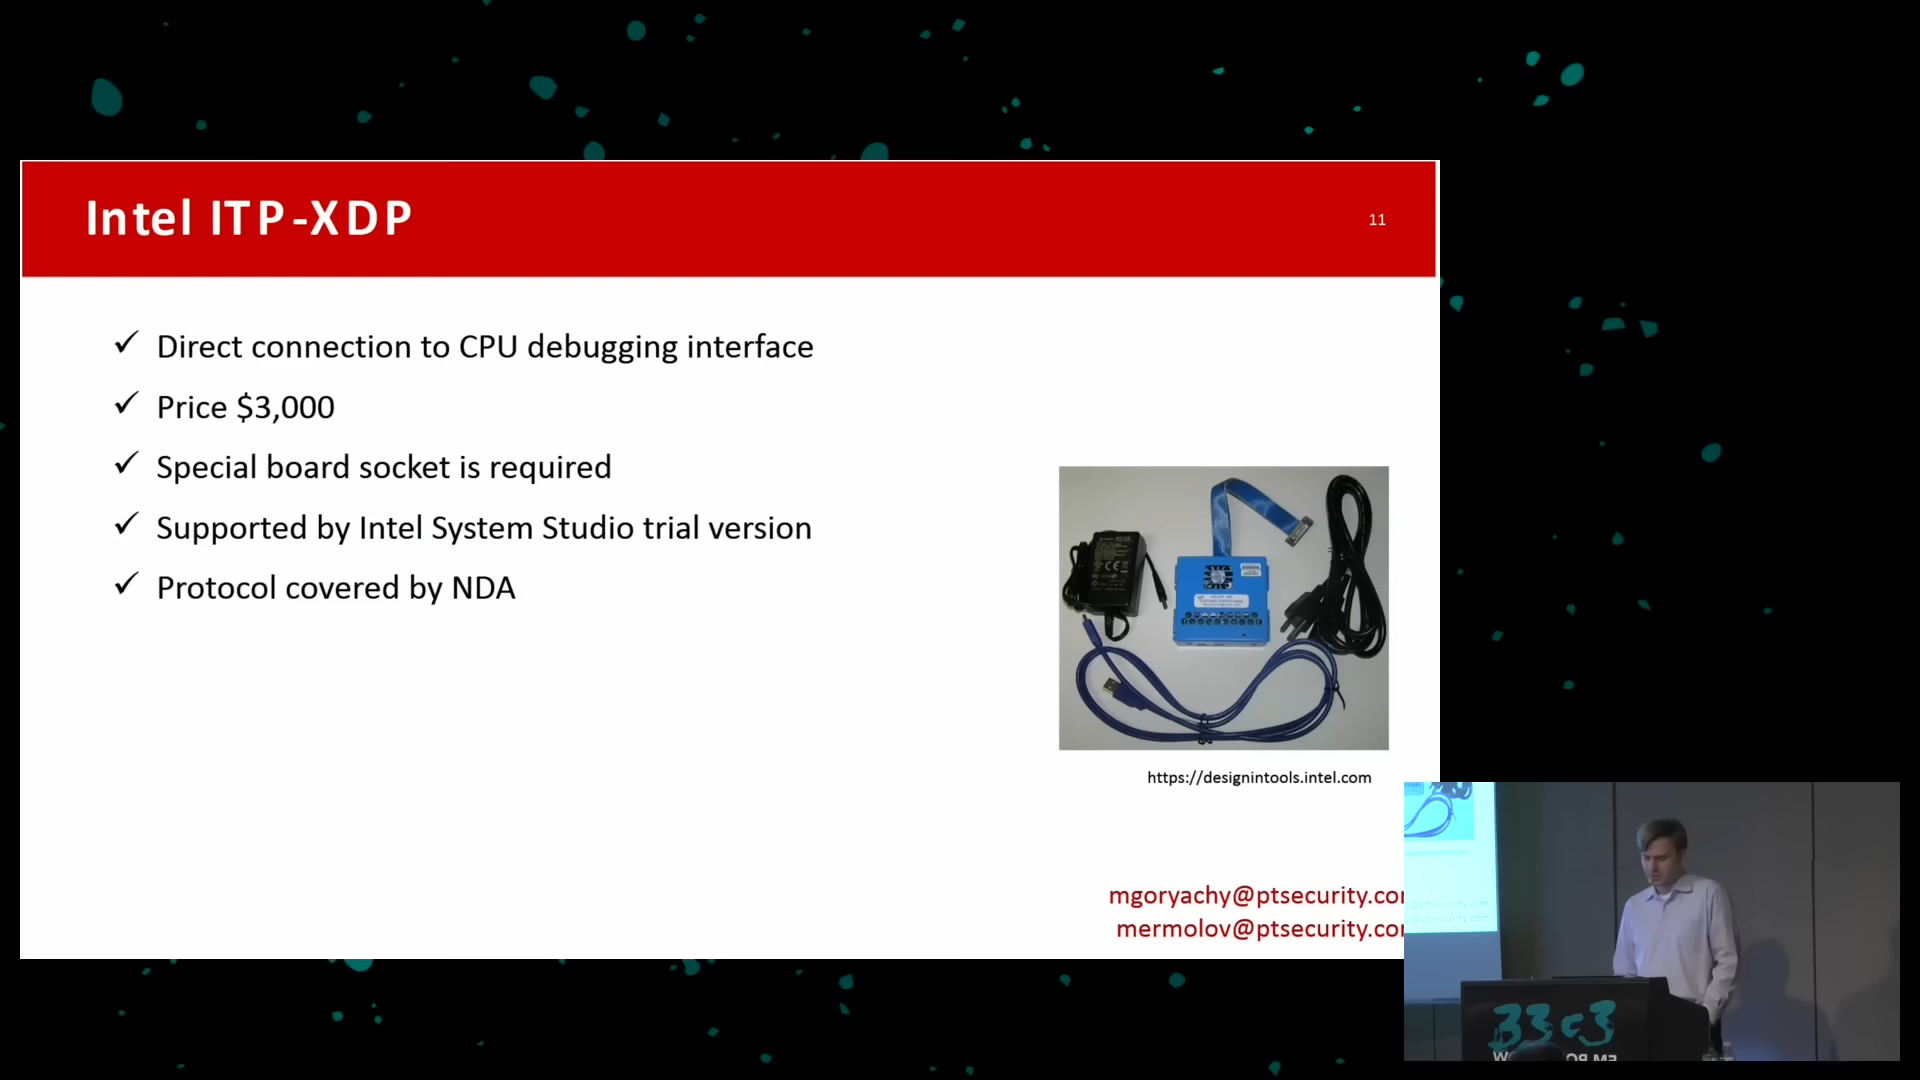 Intel ITP-XDP
11
✓ Direct connection to CPU debugging interface
✓ Price $3,000
✓ Special board socket is required
✓ Supported by Intel System Studio trial version
✓ Protocol covered by NDA
https://designintools.intel.com
mgoryachy@ptsecurity.co
mermolov@ptsecurity.co
33c3